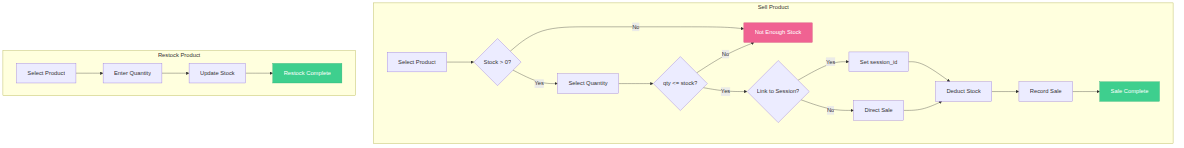 Restock Product
Select Product
Enter Quantity
Update Stock
Restock Complete
Sell Product
Select Product
Stock > 0?
No
Yes
Not Enough Stock
Select Quantity
qty <= stock?
No
Yes
Link to Session?
Yes
No
Set session_id
Direct Sale
Deduct Stock
Record Sale
Sale Complete